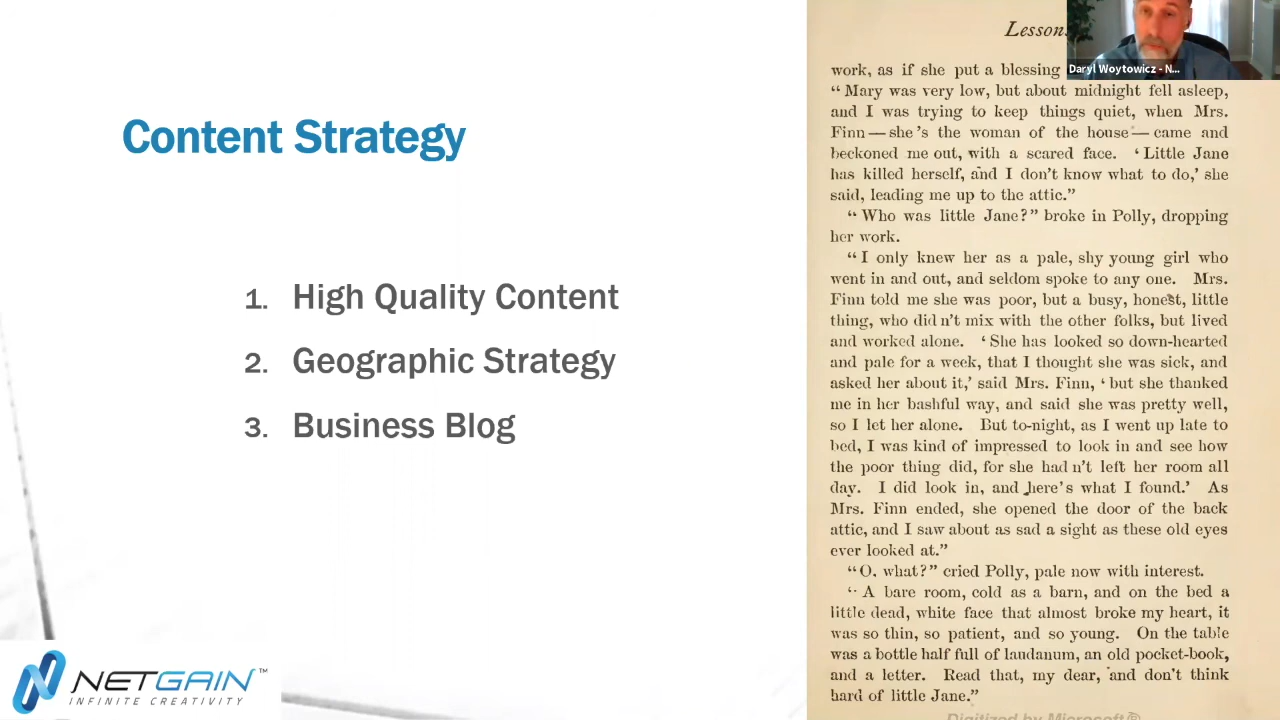 Content Strategy
1. High Quality Content
2. Geographic Strategy
3. Business Blog
NETGAIN™
INFINITE CREATIVITY
Lessons
Daryl Woytowicz - N...
work, as if she put a blessing
“Mary was very low, but about midnight fell asleep,
and I was trying to keep things quiet, when Mrs.
Finn—she's the woman of the house—came and
beckoned me out, with a scared face. ‘Little Jane
has killed herself, and I don't know what to do,’ she
said, leading me up to the attic.”
“Who was little Jane?” broke in Polly, dropping
her work.
“I only knew her as a pale, shy young girl who
went in and out, and seldom spoke to any one. Mrs.
Finn told me she was poor, but a busy, honest, little
thing, who didn't mix with the other folks, but lived
and worked alone. ‘She has looked so down-hearted
and pale for a week, that I thought she was sick, and
asked her about it,’ said Mrs. Finn, ‘but she thanked
me in her bashful way, and said she was pretty well,
so I let her alone. But to-night, as I went up late to
bed, I was kind of impressed to look in and see how
the poor thing did, for she hadn't left her room all
day. I did look in, and here's what I found.’ As
Mrs. Finn ended, she opened the door of the back
attic, and I saw about as sad a sight as these old eyes
ever looked at.”
“O, what?” cried Polly, pale now with interest.
“A bare room, cold as a barn, and on the bed a
little dead, white face that almost broke my heart, it
was so thin, so patient, and so young. On the table
was a bottle half full of laudanum, an old pocket-book,
and a letter. Read that, my dear, and don't think
hard of little Jane.”
Digitized by Microsoft®